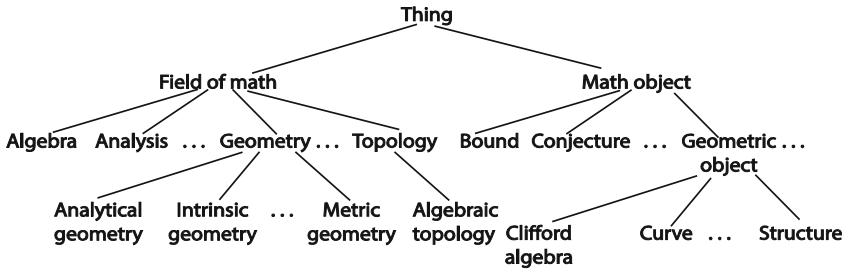 Thing
Field of math Math object
Algebra Analysis ... Geometry ... Topology Bound Conjecture ... Geometric ...
object
Analytical Intrinsic ... Metric Algebraic
geometry geometry geometry topology
Clifford Curve ... Structure
algebra